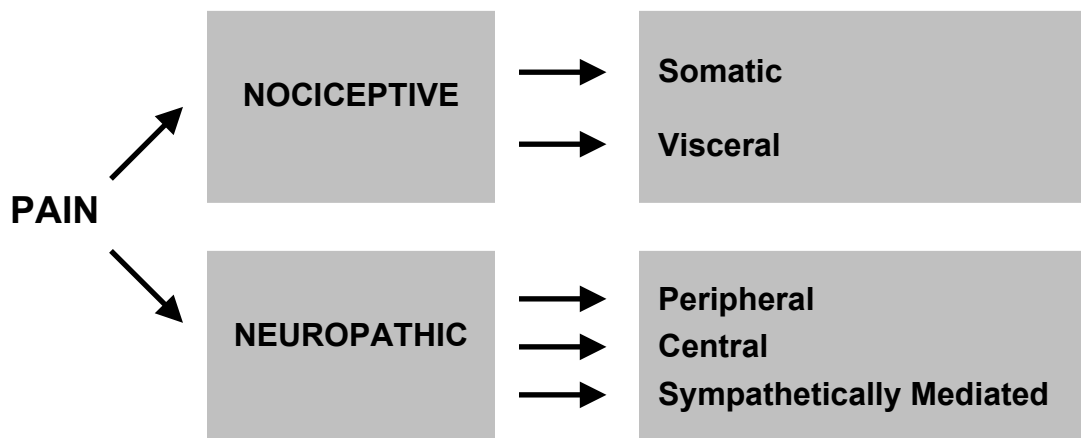 PAIN
NOCICEPTIVE
Somatic
Visceral
NEUROPATHIC
Peripheral
Central
Sympathetically Mediated